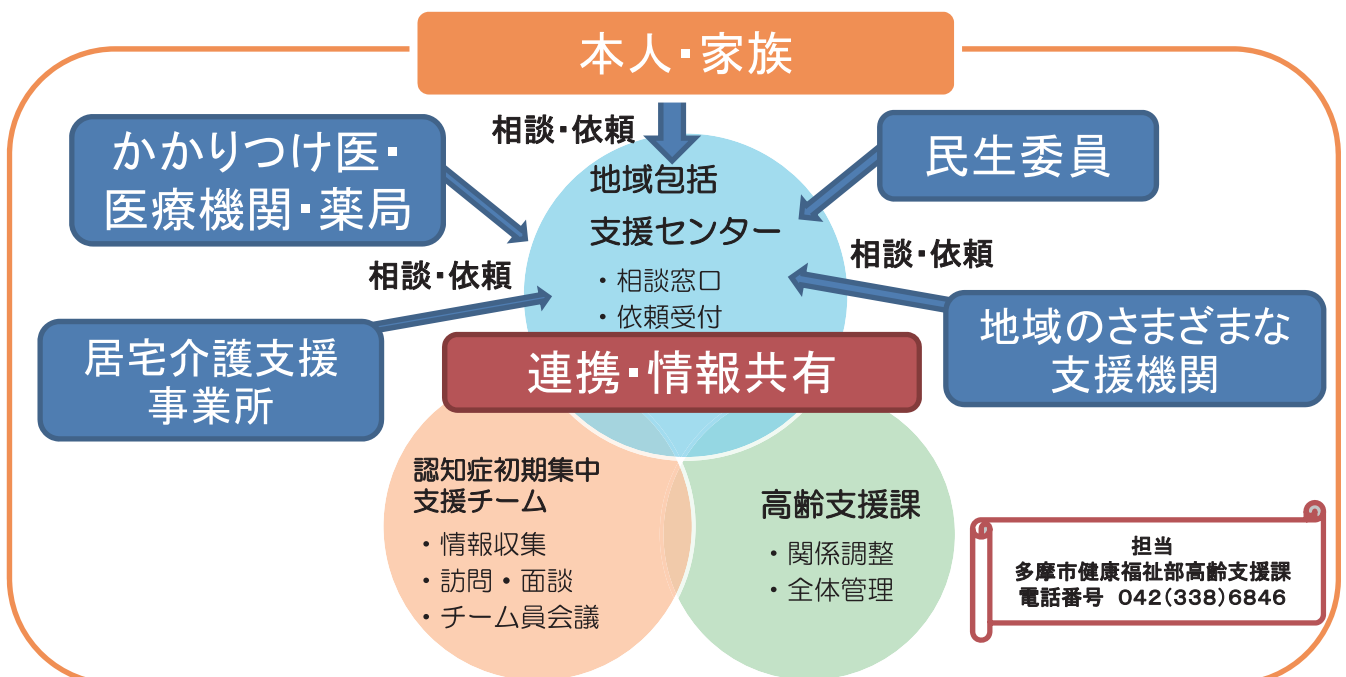 本人・家族
相談・依頼
かかりつけ医・
医療機関・薬局
民生委員
地域包括
支援センター
・相談窓口
・依頼受付
相談・依頼
相談・依頼
居宅介護支援
事業所
地域のさまざまな
支援機関
連携・情報共有
認知症初期集中
支援チーム
・情報収集
・訪問・面談
・チーム員会議
高齢支援課
・関係調整
・全体管理
担当
多摩市健康福祉部高齢支援課
電話番号 042(338)6846